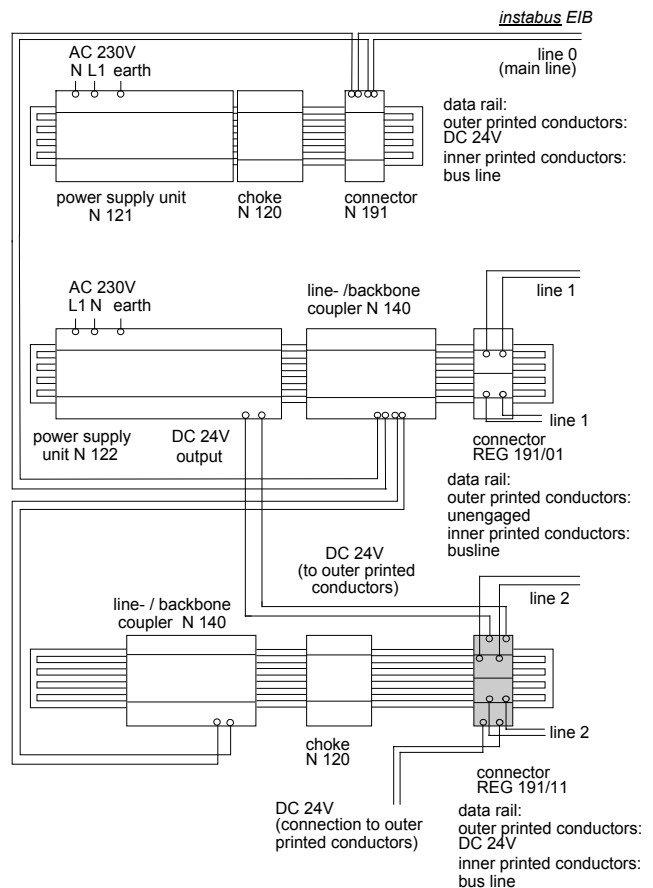 instabus EIB
AC 230V
N L1 earth
line 0
(main line)
data rail:
outer printed conductors:
DC 24V
inner printed conductors:
bus line
power supply unit
N 121
choke
N 120
connector
N 191
AC 230V
L1 N earth
line- /backbone
coupler N 140
line 1
line 1
power supply
unit N 122
DC 24V
output
connector
REG 191/01
data rail:
outer printed conductors:
unengaged
inner printed conductors:
busline
DC 24V
(to outer printed
conductors)
line 2
line- / backbone
coupler N 140
line 2
choke
N 120
connector
REG 191/11
DC 24V
(connection to outer
printed conductors)
data rail:
outer printed conductors:
DC 24V
inner printed conductors:
bus line